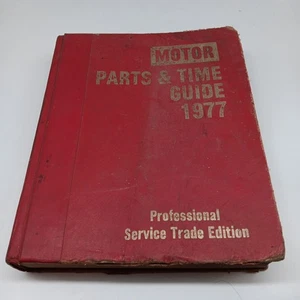 MOTOR
PARTS & TIME
GUIDE
1977
Professional
Service Trade Edition